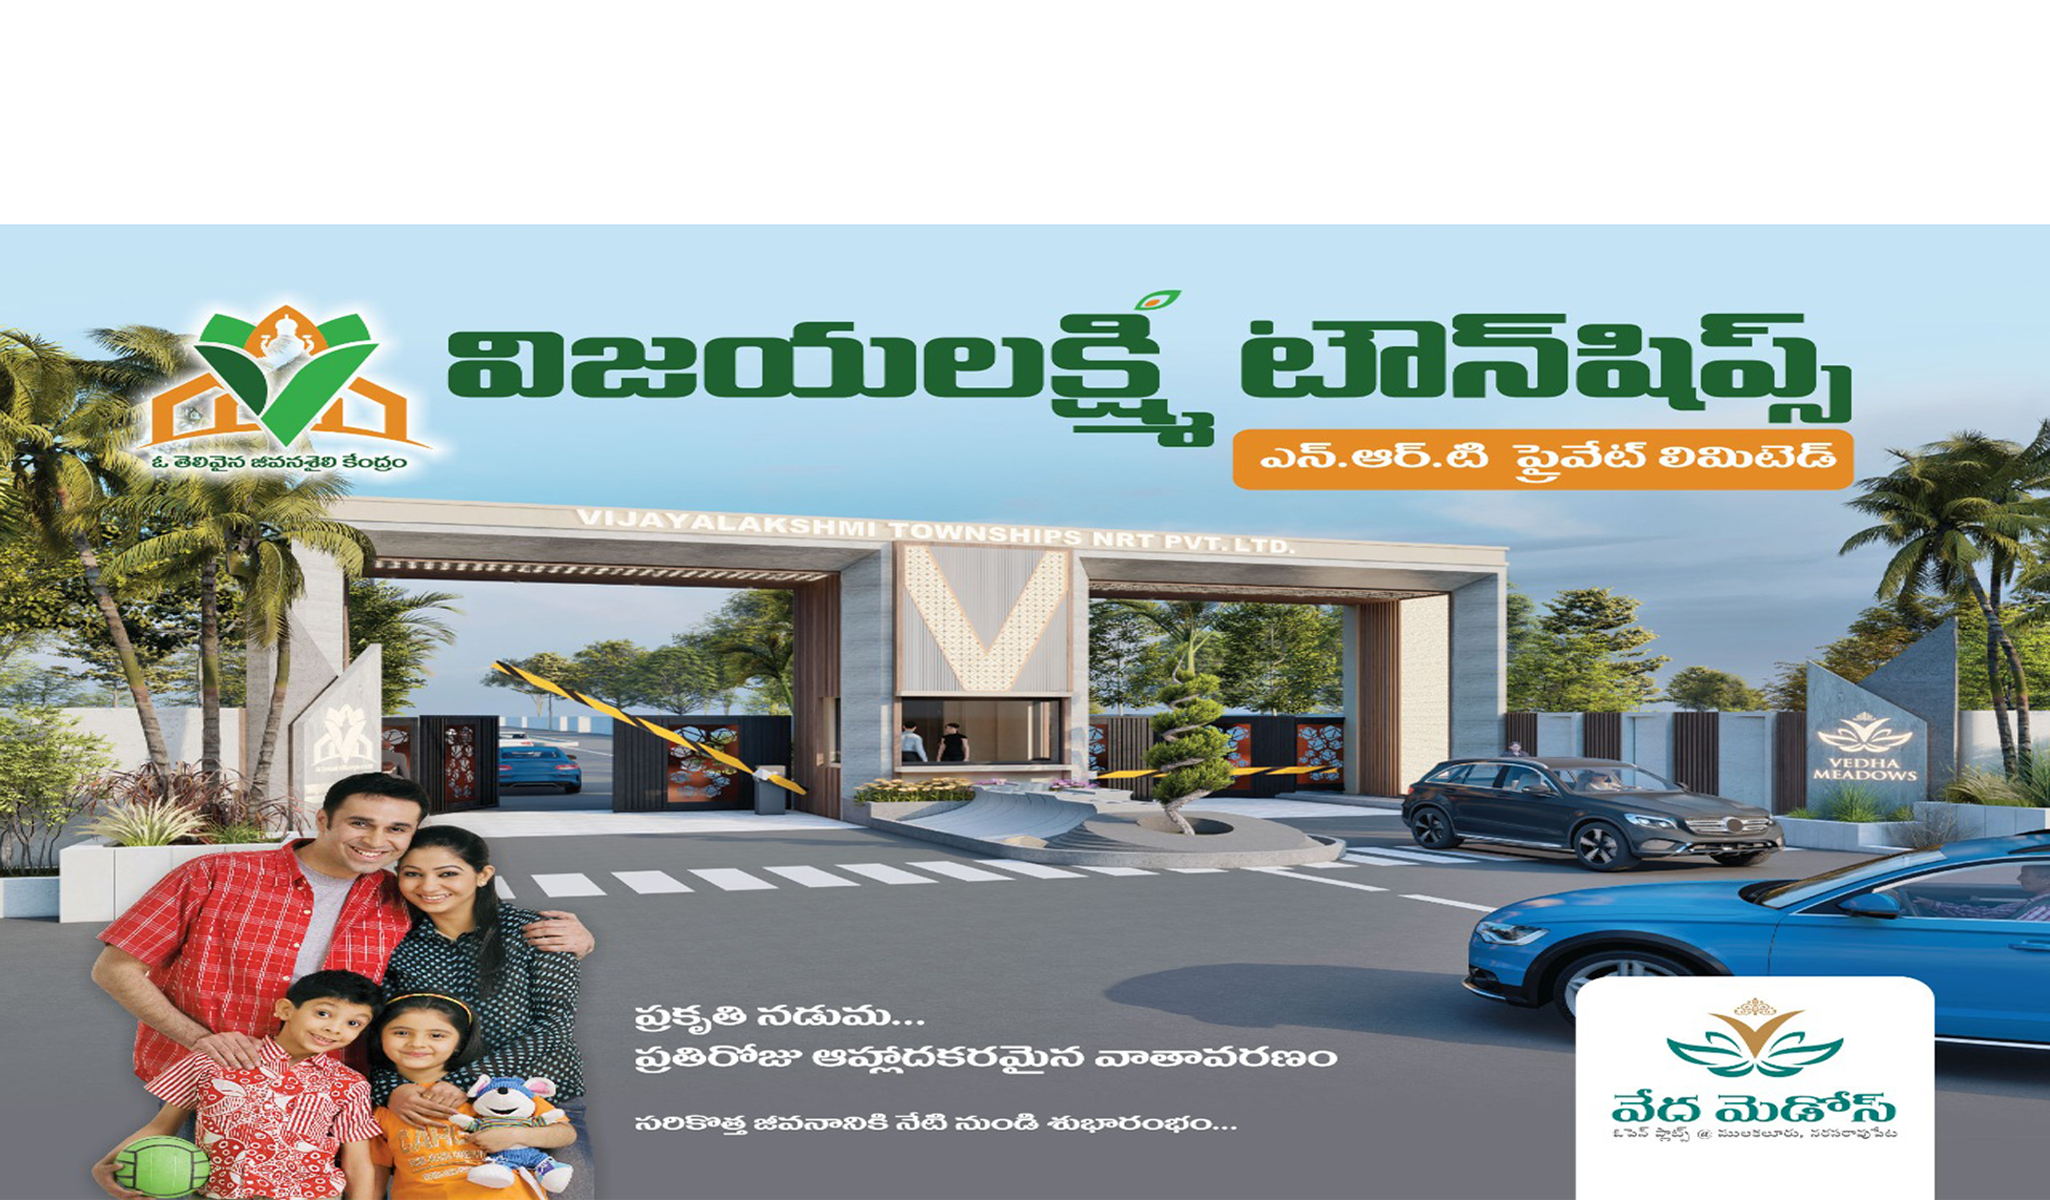 విజయలక్ష్మి టౌన్‌షిప్స్
ఎన్.ఆర్.టి ప్రైవేట్ లిమిటెడ్
ఓ తెలివైన జీవనశైలి కేంద్రం
VIJAYALAKSHMI TOWNSHIPS NRT PVT. LTD.
V
VEDHA
MEADOWS
ప్రకృతి నడుమ...
ప్రతిరోజు ఆహ్లాదకరమైన వాతావరణం
సరికొత్త జీవనానికి నేటి నుండి శుభారంభం...
వేద మెడోస్
ఓపెన్ ప్లాట్స్ @ ములకలూరు, నరసరావుపేట